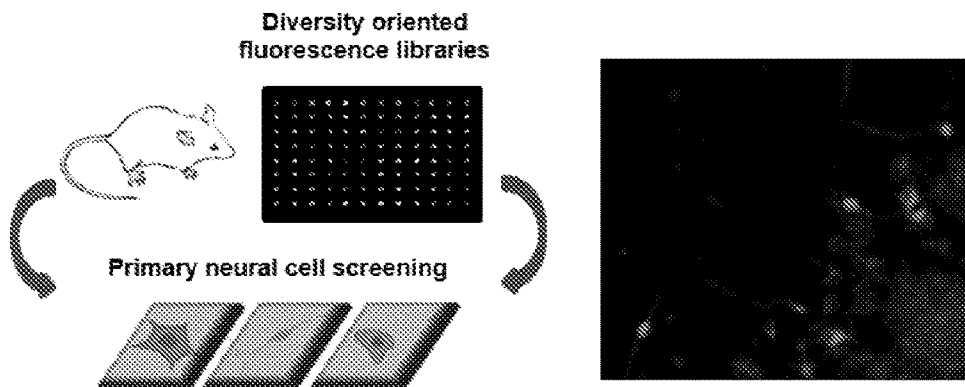 Diversity oriented
fluorescence libraries
Primary neural cell screening